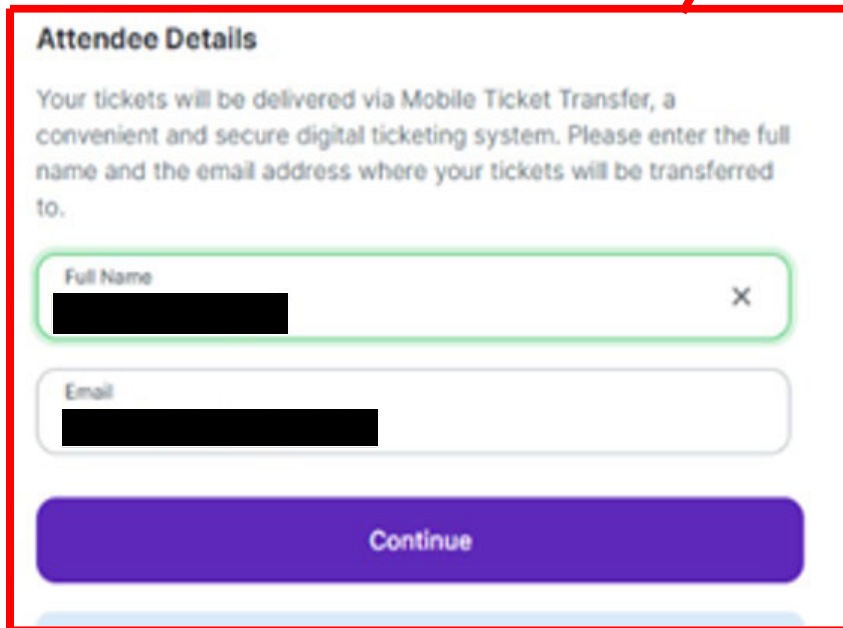 Attendee Details
Your tickets will be delivered via Mobile Ticket Transfer, a
convenient and secure digital ticketing system. Please enter the full
name and the email address where your tickets will be transferred
to.
Full Name
Email
Continue